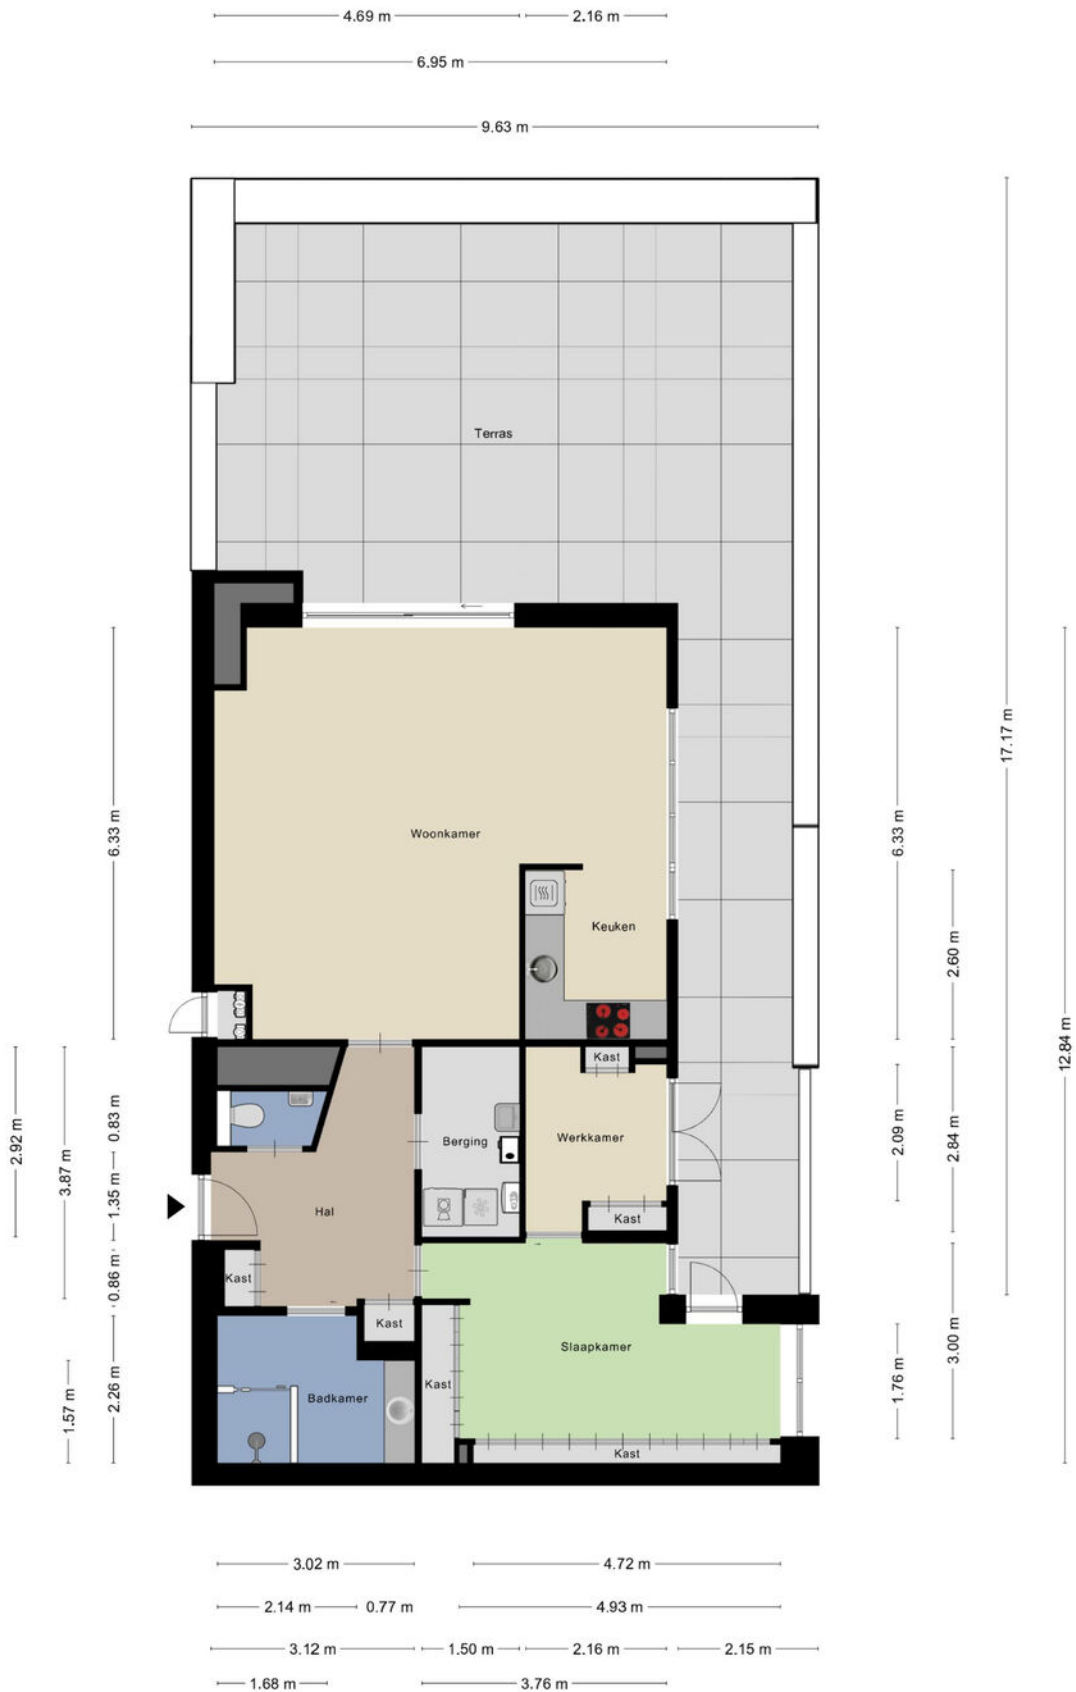 4.69 m
2.16 m
6.95 m
9.63 m
Terras
17.17 m
6.33 m
6.33 m
12.84 m
Woonkamer
Keuken
2.60 m
Kast
2.92 m
3.87 m
0.83 m
1.35 m
0.86 m
2.26 m
1.57 m
Berging
Werkkamer
2.09 m
2.84 m
Hal
Kast
Kast
Kast
Slaapkamer
3.00 m
1.76 m
Kast
Badkamer
Kast
3.02 m
4.72 m
2.14 m
0.77 m
4.93 m
3.12 m
1.50 m
2.16 m
2.15 m
1.68 m
3.76 m